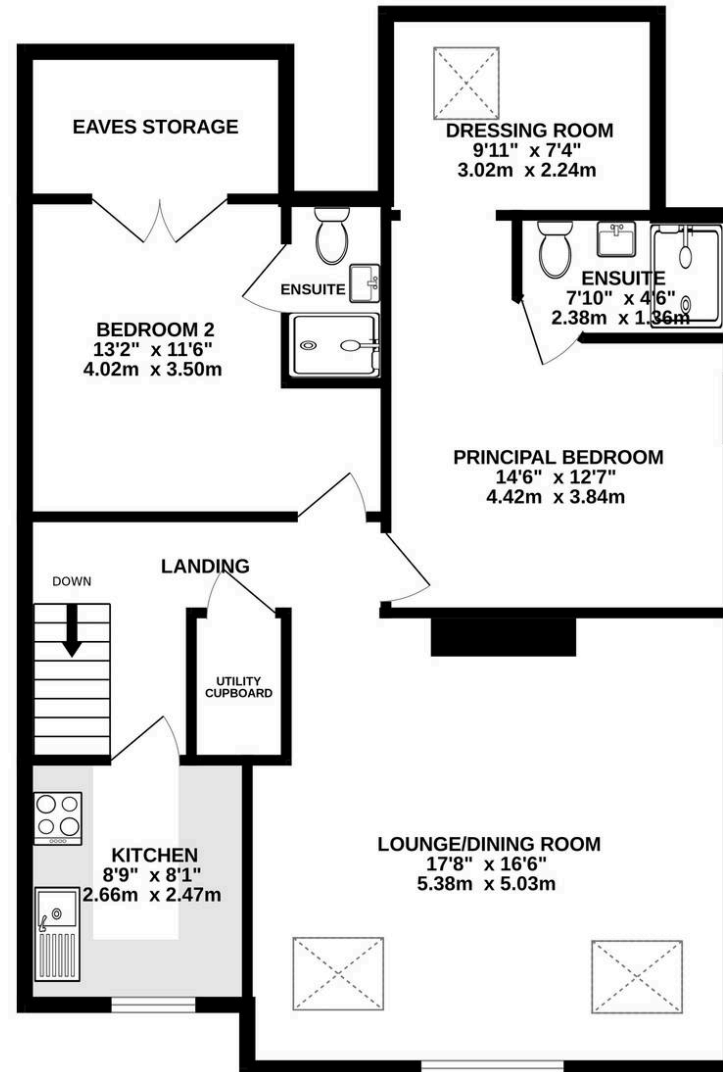 EAVES STORAGE
DRESSING ROOM
9'11" x 7'4"
3.02m x 2.24m
ENSUITE
7'10" x 4'6"
2.38m x 1.36m
ENSUITE
BEDROOM 2
13'2" x 11'6"
4.02m x 3.50m
PRINCIPAL BEDROOM
14'6" x 12'7"
4.42m x 3.84m
LANDING
DOWN
UTILITY
CUPBOARD
KITCHEN
8'9" x 8'1"
2.66m x 2.47m
LOUNGE/DINING ROOM
17'8" x 16'6"
5.38m x 5.03m